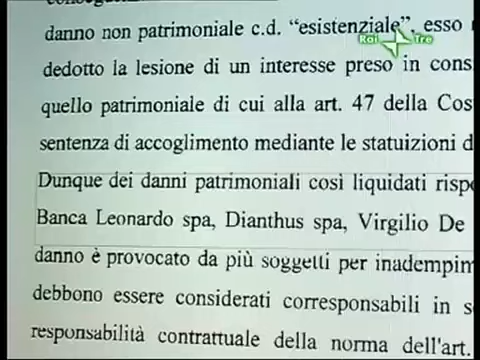 danno non patrimoniale c.d. “esistenziale”, esso
Rai Tre
dedotto la lesione di un interesse preso in cons
quello patrimoniale di cui alla art. 47 della Cos
sentenza di accoglimento mediante le statuizioni d
Dunque dei danni patrimoniali così liquidati rispo
Banca Leonardo spa, Dianthus spa, Virgilio De
danno è provocato da più soggetti per inadempim
debbono essere considerati corresponsabili in s
responsabilità contrattuale della norma dell'art.